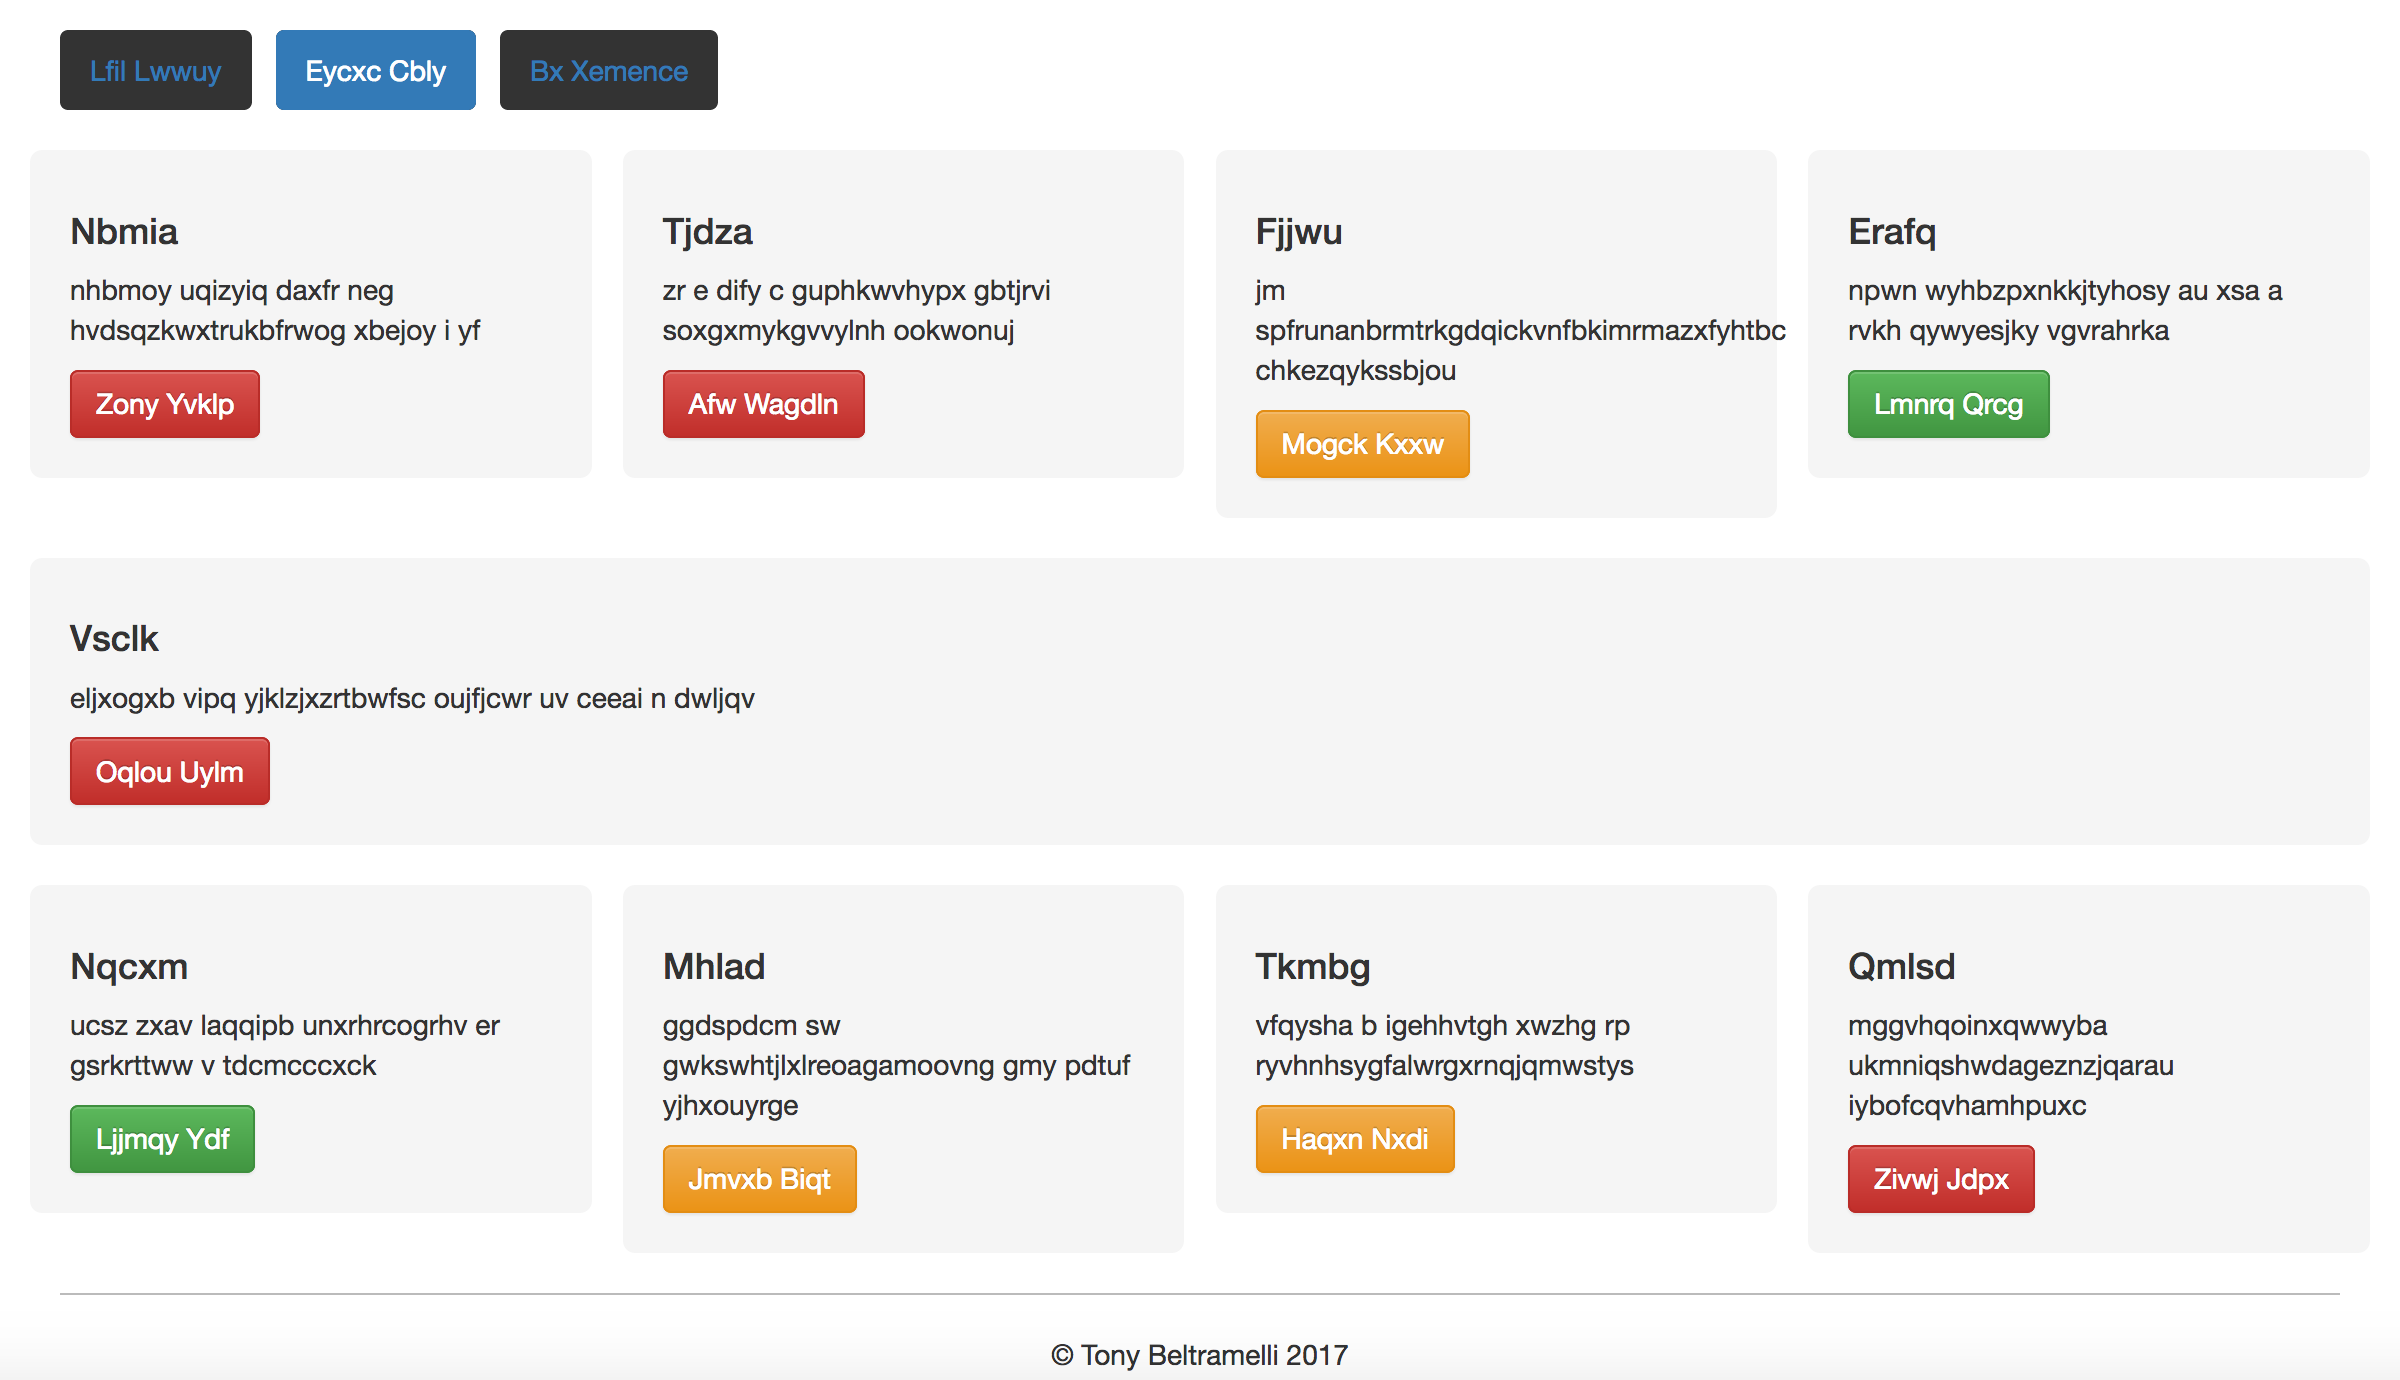 Lfil Lwwuy
Eycxc Cbly
Bx Xemence
Nbmia
nhbmoy uqizyiq daxfr neg
hvdsqzkwxtrukbfrwog xbejoy i yf
Zony Yvklp
Tjdza
zr e dify c guphkwvhypx gbtjrvi
soxgxmykgvvylnh ookwonuj
Afw Wagdln
Fjjwu
jm
spfrunanbrmtrkgdqickvnfbkimrmazxfyhtbc
chkezqykssbjou
Mogck Kxxw
Erafq
npwn wyhbzpxnkkjtyhosy au xsa a
rvkh qywyesjky vgvrahrka
Lmnrq Qrcg
Vsclk
eljxogxb vipq yjklzjxzrtbwfsc oujfjcwr uv ceeai n dwljqv
Oqlou Uylm
Nqcxm
ucsz zxav laqqipb unxrhrcogrhv er
gsrkrttww v tdcmcccxck
Ljjmqy Ydf
Mhlad
ggdspdcm sw
gwkswhtjlxlreoagamoovng gmy pdtuf
yjhxouyrge
Jmvxb Biqt
Tkmbg
vfqysha b igehhvtgh xwzhg rp
ryvhnhsygfalwrgxrnqjqmwstys
Haqxn Nxdi
Qmlsd
mggvhqoinxqwwyba
ukmniqshwdageznzjqarau
iybofcqvhamhpuxc
Zivwj Jdpx
© Tony Beltramelli 2017